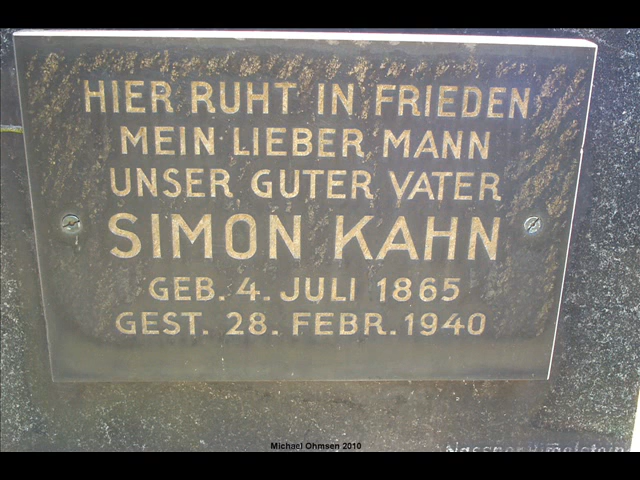 HIER RUHT IN FRIEDEN
MEIN LIEBER MANN
UNSER GUTER VATER
SIMON KAHN
GEB. 4. JULI 1865
GEST. 28. FEBR. 1940
Michael Ohmsen 2010